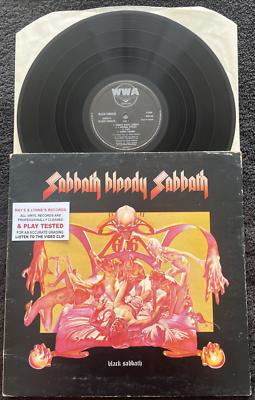 WWA
BLACK SABBATH
Sabbath bloody Sabbath
RAY'S & LYNNE'S RECORDS
ALL VINYL RECORDS ARE
PROFESSIONALLY CLEANED
& PLAY TESTED
FOR AN ACCURATE GRADING
LISTEN TO THE VIDEO CLIP
black sabbath